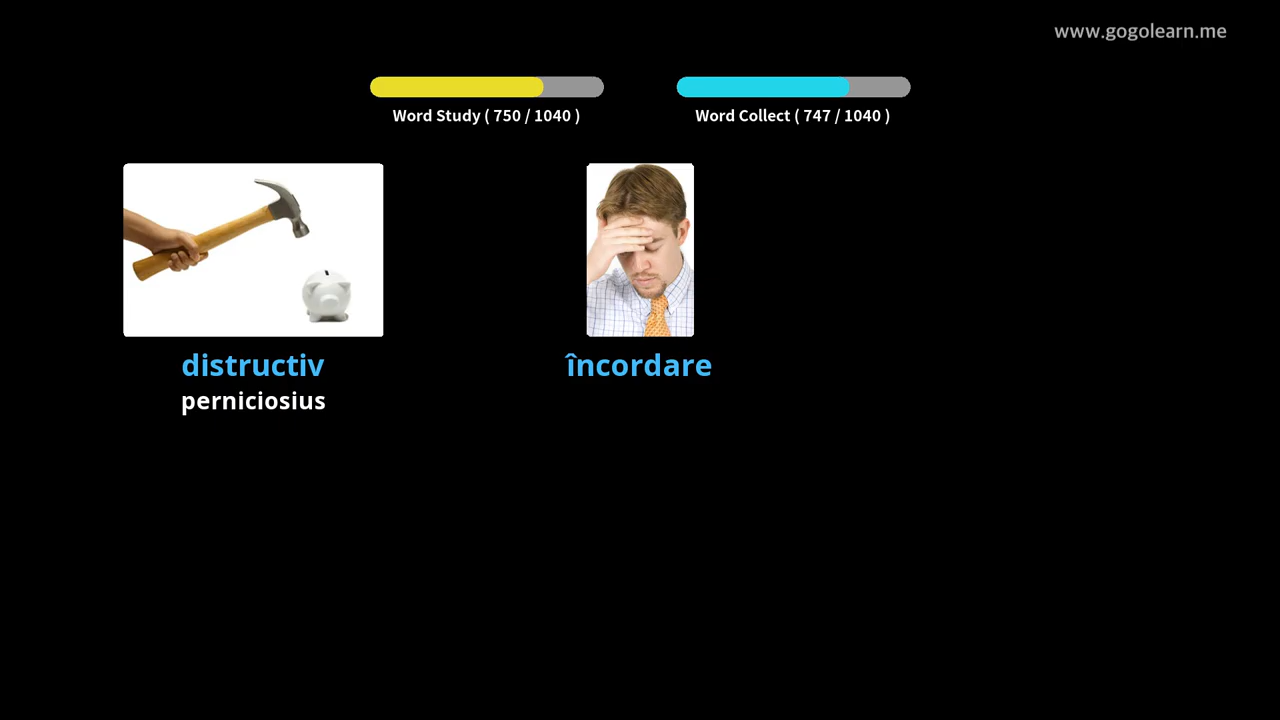 www.gogolearn.me
Word Study ( 750 / 1040 )
Word Collect ( 747 / 1040 )
distructiv
perniciosius
încordare